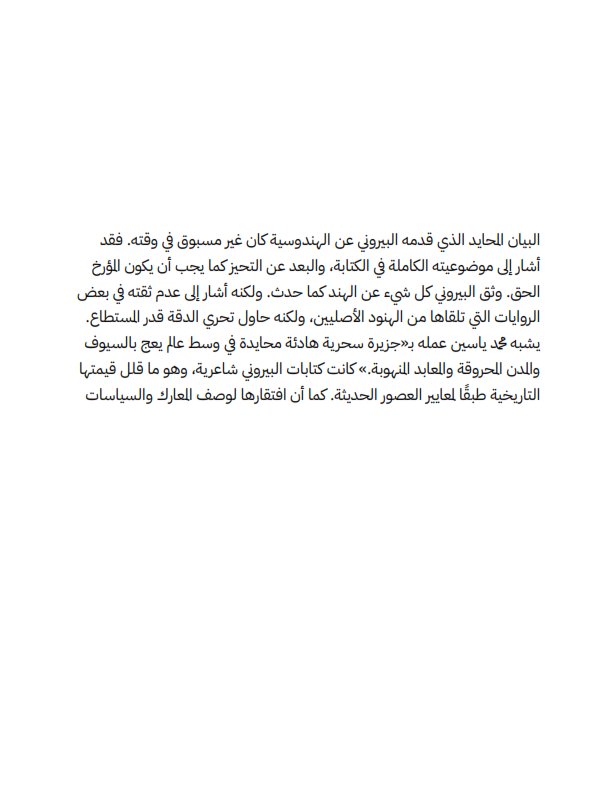 البيان المحايد الذي قدمه البيروني عن الهندوسية كان غير مسبوق في وقته. فقد
أشار إلى موضوعيته الكاملة في الكتابة، والبعد عن التحيز كما يجب أن يكون المؤرخ
الحق. وثق البيروني كل شيء عن الهند كما حدث. ولكنه أشار إلى عدم ثقته في بعض
الروايات التي تلقاها من الهنود الأصليين، ولكنه حاول تحري الدقة قدر المستطاع.
يشبه محمد ياسين عمله بـ«جزيرة سحرية هادئة محايدة في وسط عالم يعج بالسيوف
والمدن المحروقة والمعابد المنهوبة.» كانت كتابات البيروني شاعرية، وهو ما قلل قيمتها
التاريخية طبقًا لمعايير العصور الحديثة. كما أن افتقارها لوصف المعارك والسياسات